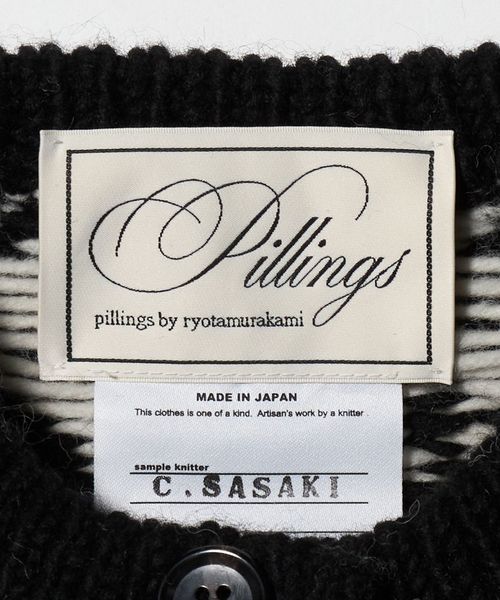 Pillings
pillings by ryotamurakami
MADE IN JAPAN
This clothes is one of a kind. Artisan's work by a knitter.
sample knitter
C.SASAKI